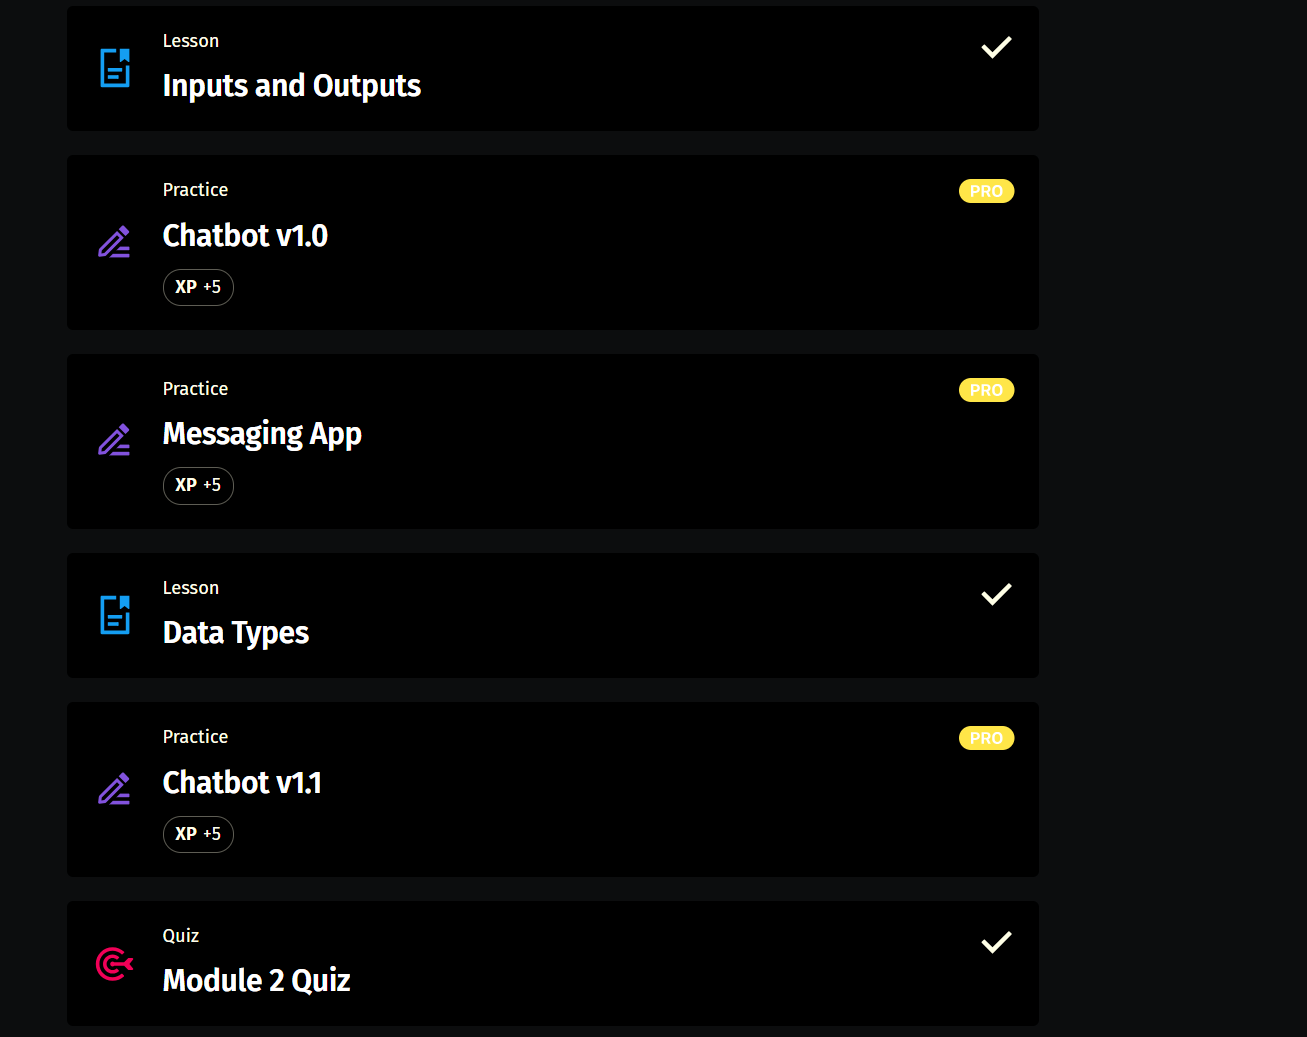 Lesson
Inputs and Outputs
Practice
PRO
Chatbot v1.0
XP +5
Practice
PRO
Messaging App
XP +5
Lesson
Data Types
Practice
PRO
Chatbot v1.1
XP +5
Quiz
Module 2 Quiz